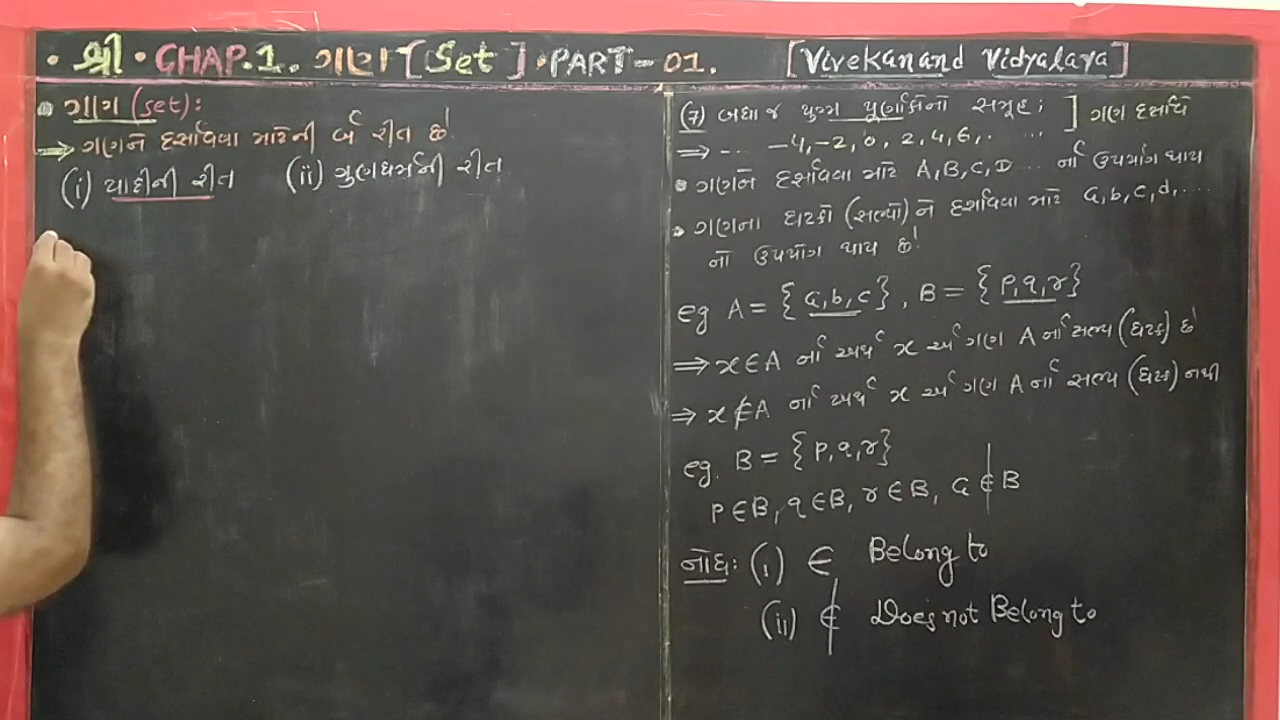 • શ્રી • CHAP.1. ગણ [Set] • PART-01. [Vivekanand Vidyalaya]
• ગણ (set):
⇒ ગણને દર્શાવવા માટેની બે રીત છે.
(i) યાદીની રીત (ii) ગુણધર્મની રીત
(7) બધા જ યુગ્મ પૂર્ણાંકોનો સમૂહ : ] ગણ દર્શાવે
⇒ ... -4, -2, 0, 2, 4, 6, . ...
• ગણને દર્શાવવા માટે A, B, C, D ... નો ઉપયોગ થાય
• ગણના ઘટકો (સભ્યો) ને દર્શાવવા માટે a, b, c, d, ...
નો ઉપયોગ થાય છે.
eg A = {a, b, c}, B = {p, q, r}
⇒ x ∈ A નો અર્થ x એ ગણ A નો સભ્ય (ઘટક) છે
⇒ x ∉ A નો અર્થ x એ ગણ A નો સભ્ય (ઘટક) નથી
eg. B = {p, q, r}
p ∈ B, q ∈ B, r ∈ B, a ∉ B
નોંધ: (i) ∈ Belong to
(ii) ∉ Does not Belong to